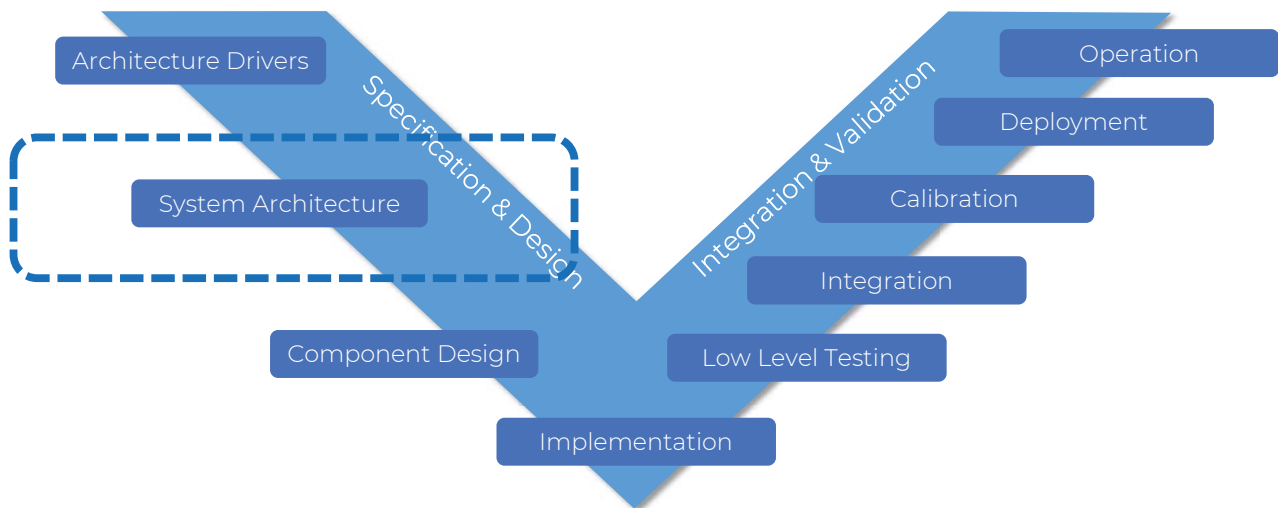 Architecture Drivers
System Architecture
Component Design
Implementation
Specification & Design
Integration & Validation
Operation
Deployment
Calibration
Integration
Low Level Testing